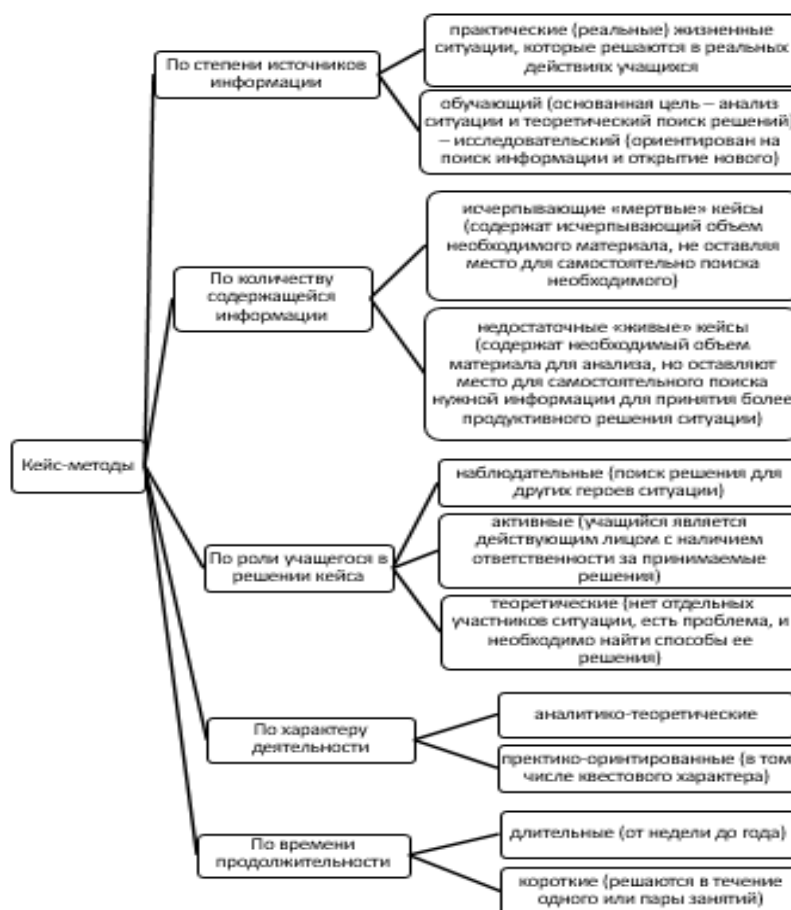 Кейс-методы
По степени источников
информации
практические (реальные) жизненные
ситуации, которые решаются в реальных
действиях учащихся
обучающий (основанная цель – анализ
ситуации и теоретический поиск решений)
– исследовательский (ориентирован на
поиск информации и открытие нового)
По количеству
содержащейся
информации
исчерпывающие «мертвые» кейсы
(содержат исчерпывающий объем
необходимого материала, не оставляя
место для самостоятельно поиска
необходимого)
недостаточные «живые» кейсы
(содержат необходимый объем
материала для анализа, но оставляют
место для самостоятельного поиска
нужной информации для принятия более
продуктивного решения ситуации)
По роли учащегося в
решении кейса
наблюдательные (поиск решения для
других героев ситуации)
активные (учащийся является
действующим лицом с наличием
ответственности за принимаемые
решения)
теоретические (нет отдельных
участников ситуации, есть проблема, и
необходимо найти способы ее
решения)
По характеру
деятельности
аналитико-теоретические
пректико-оринтированные (в том
числе квестового характера)
По времени
продолжительности
длительные (от недели до года)
короткие (решаются в течение
одного или пары занятий)